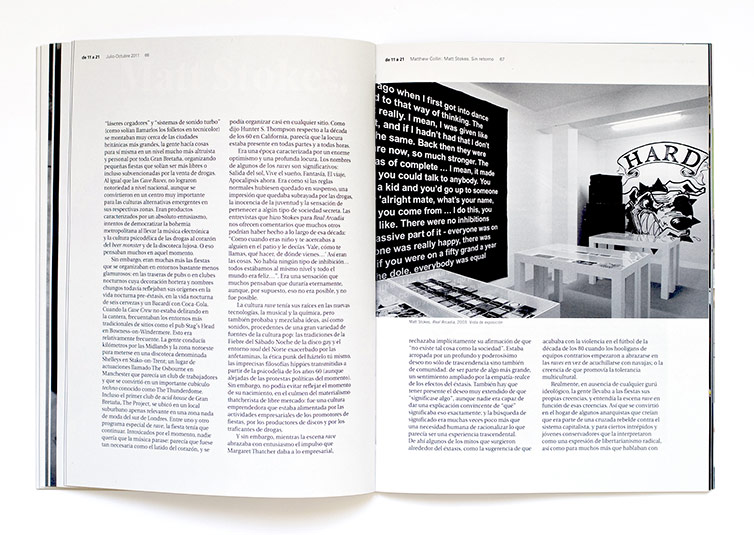 de 11 a 21
Julio-Octubre 2011 66
"láseres cegadores" y "sistemas de sonido turbo"
(como solían llamarlos los folletos en tecnicolor)
se montaban muy cerca de las ciudades
británicas más grandes, la gente hacía cosas
para sí misma en un nivel mucho más altruista
y personal por toda Gran Bretaña, organizando
pequeñas fiestas que solían ser más libres o
incluso subvencionadas por la venta de drogas.
Al igual que las Cave Raves, no lograron
notoriedad a nivel nacional, aunque se
convirtieron en un centro muy importante
para las culturas alternativas emergentes en
sus respectivas zonas. Eran productos
caracterizados por un absoluto entusiasmo,
intentos de democratizar la bohemia
metropolitana al llevar la música electrónica
y la cultura psicodélica de las drogas al corazón
del beer monster y de la discoteca lujosa. O eso
pensaban muchos en aquel momento.
Sin embargo, eran muchas más las fiestas
que se organizaban en entornos bastante menos
glamurosos: en las traseras de pubs o en clubes
nocturnos cuya decoración hortera y nombres
chungos todavía reflejaban sus orígenes en la
vida nocturna pre-éxtasis, en la vida nocturna
de seis cervezas y un Bacardi con Coca-Cola.
Cuando la Cave Crew no estaba delirando en
la cantera, frecuentaban los entornos más
tradicionales de sitios como el pub Stag's Head
en Bowness-on-Windermere. Esto era
relativamente frecuente. La gente conducía
kilómetros por las Midlands y la zona noroeste
para meterse en una discoteca denominada
Shelleys en Stoke-on-Trent, un lugar de
actuaciones llamado The Osbourne en
Manchester que parecía un club de trabajadores
y que se convirtió en un importante cubículo
techno conocido como The Thunderdome.
Incluso el primer club de acid house de Gran
Bretaña, The Project, se ubicó en un local
suburbano apenas relevante en una zona nada
de moda del sur de Londres. Entre uno y otro
programa especial de rave, la fiesta tenía que
continuar. Intoxicados por el momento, nadie
quería que la música parase: parecía que fuese
tan necesaria como el latido del corazón, y se
podía organizar casi en cualquier sitio. Como
dijo Hunter S. Thompson respecto a la década
de los 60 en California, parecía que la locura
estaba presente en todas partes y a todas horas.
Era una época caracterizada por un enorme
optimismo y una profunda locura. Los nombres
de algunos de los raves son significativos:
Salida del sol, Vive el sueño, Fantasía, El viaje,
Apocalipsis ahora. Era como si las reglas
normales hubiesen quedado en suspenso, una
impresión que quedaba subrayada por las drogas,
la inocencia de la juventud y la sensación de
pertenecer a algún tipo de sociedad secreta. Las
entrevistas que hizo Stokes para Real Arcadia
nos ofrecen comentarios que muchos otros
podrían haber hecho a lo largo de esa década:
"Como cuando eras niño y te acercabas a
alguien en el patio y le decías 'Vale, cómo te
llamas, qué haces, de dónde vienes...' Así eran
las cosas. No había ningún tipo de inhibición...
todos estábamos al mismo nivel y todo el
mundo era feliz...". Era una sensación que
muchos pensaban que duraría eternamente,
aunque, por supuesto, eso no era posible, y no
fue posible.
La cultura rave tenía sus raíces en las nuevas
tecnologías, la musical y la química, pero
también probaba y mezclaba ideas, así como
sonidos, procedentes de una gran variedad de
fuentes de la cultura pop: las tradiciones de la
Fiebre del Sábado Noche de la disco gay y el
entorno soul del Norte exacerbado por las
anfetaminas, la ética punk del háztelo tú mismo,
las imprecisas filosofías hippies transmitidas a
partir de la psicodelia de los años 60 (aunque
alejadas de las protestas políticas del momento).
Sin embargo, no podía evitar reflejar el momento
de su nacimiento, en el culmen del materialismo
thatcherista de libre mercado: fue una cultura
emprendedora que estaba alimentada por las
actividades empresariales de los promotores de
fiestas, por los productores de discos y por los
traficantes de drogas.
Y sin embargo, mientras la escena rave
abrazaba con entusiasmo el impulso que
Margaret Thatcher daba a lo empresarial,
de 11 a 21
Matthew Collin: Matt Stokes. Sin retorno 67
ago when I first got into dance
d to that way of thinking. The
really. I mean, I was given like
t, and if I hadn't had that I don't
he same. Back then they were
re now, so much stronger. The
as of complete ... I mean, it made
you could talk to anybody. You
a kid and you'd go up to someone
'alright mate, what's your name,
you come from ... I do this, you
like. There were no inhibitions
assive part of it - everyone was on
one was really happy, there was
if you were on a fifty grand a year
he dole, everybody was equal
HARD
Matt Stokes, Real Arcadia, 2003. Vista de exposición
rechazaba implícitamente su afirmación de que
"no existe tal cosa como la sociedad". Estaba
arropada por un profundo y poderosísimo
deseo no sólo de trascendencia sino también
de comunidad, de ser parte de algo más grande,
un sentimiento ampliado por la empatía-realce
de los efectos del éxtasis. También hay que
tener presente el deseo muy extendido de que
"significase algo", aunque nadie era capaz de
dar una explicación convincente de "qué"
significaba eso exactamente; y la búsqueda de
significado era muchas veces poco más que
una necesidad humana de racionalizar lo que
parecía ser una experiencia trascendental.
De ahí algunos de los mitos que surgieron
alrededor del éxtasis, como la sugerencia de que
acababa con la violencia en el fútbol de la
década de los 80 cuando los hooligans de
equipos contrarios empezaron a abrazarse en
las raves en vez de acuchillarse con navajas; o la
creencia de que promovía la tolerancia
multicultural.
Realmente, en ausencia de cualquier gurú
ideológico, la gente llevaba a las fiestas sus
propias creencias, y entendía la escena rave en
función de esas creencias. Así que se convirtió
en el hogar de algunos anarquistas que creían
que era parte de una cruzada rebelde contra el
sistema capitalista, y para ciertos intrépidos y
jóvenes conservadores que la interpretaron
como una expresión de libertarianismo radical,
así como para muchos más que hablaban con